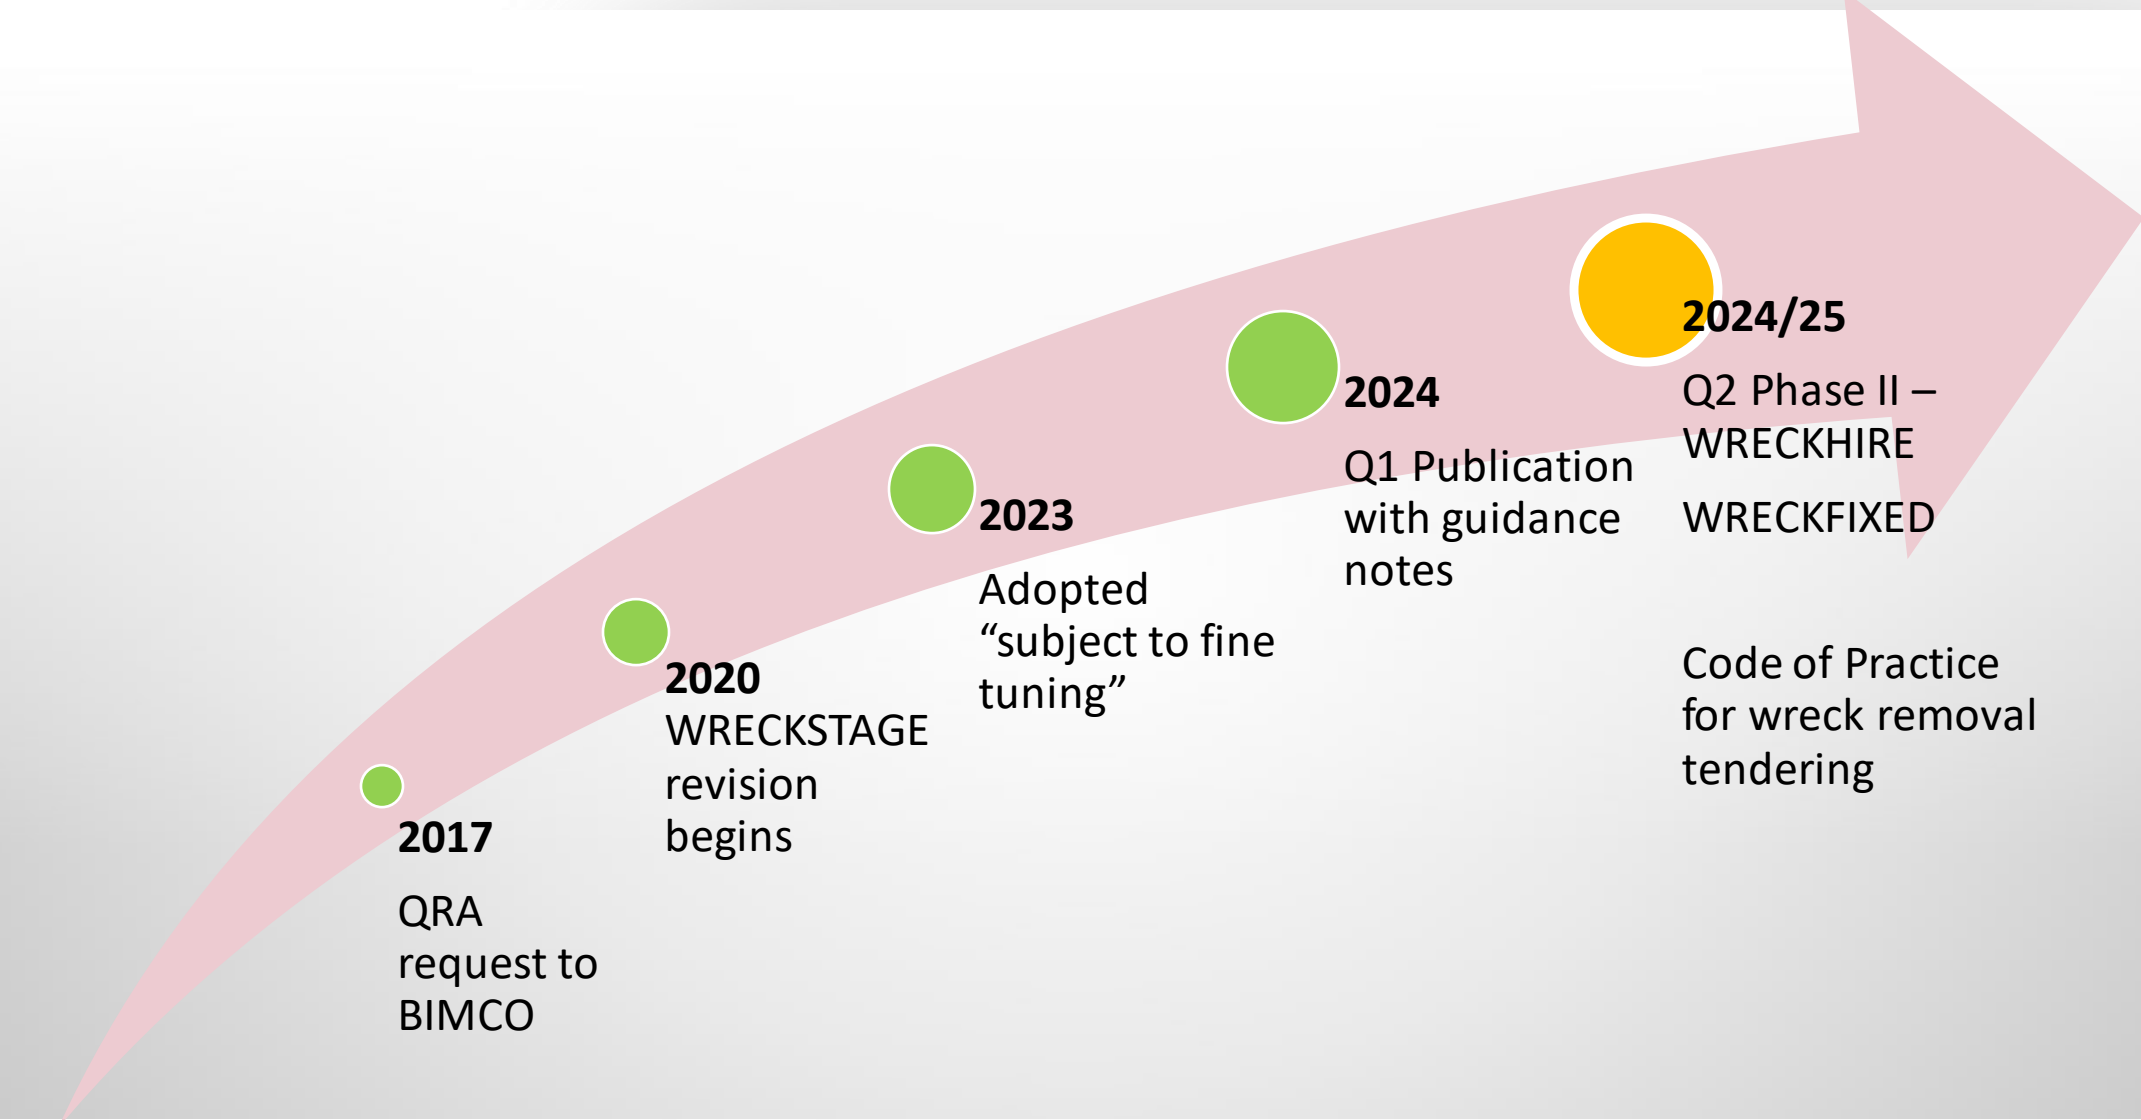 2017
QRA
request to
BIMCO
2020
WRECKSTAGE
revision
begins
2023
Adopted
“subject to fine
tuning”
2024
Q1 Publication
with guidance
notes
2024/25
Q2 Phase II –
WRECKHIRE
WRECKFIXED
Code of Practice
for wreck removal
tendering